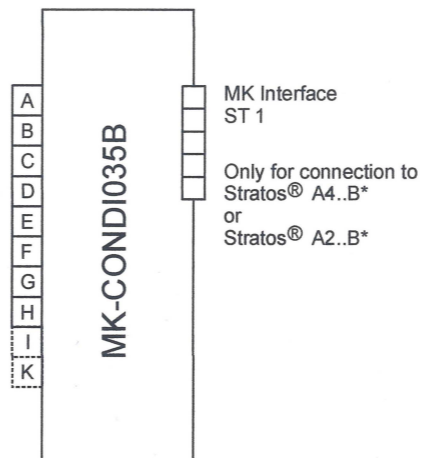 A
B
C
D
E
F
G
H
I
K
MK-CONDI035B
MK Interface
ST 1
Only for connection to
Stratos® A4..B*
or
Stratos® A2..B*